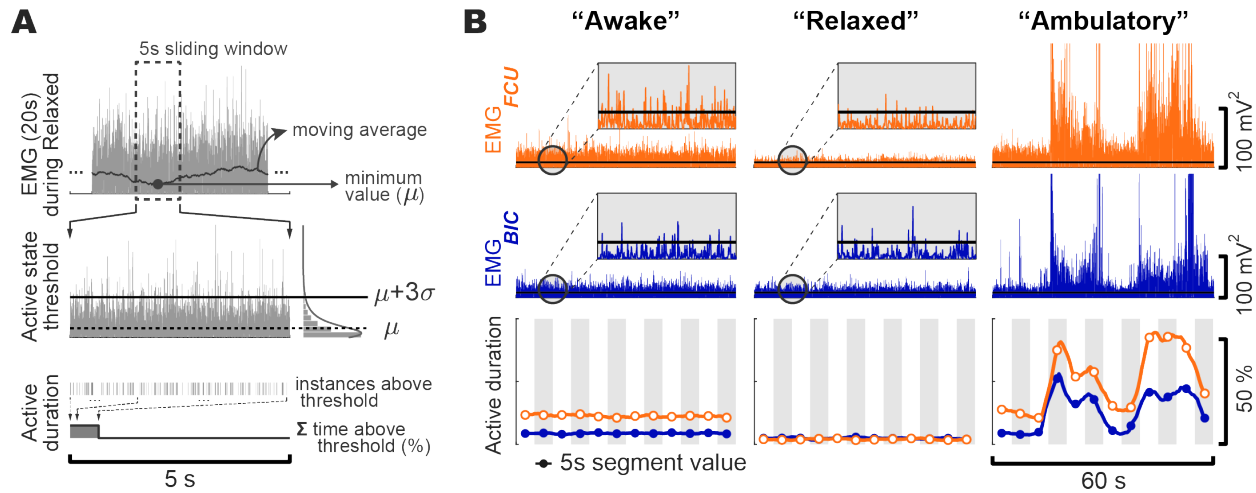 A
5s sliding window
EMG (20s)
during Relaxed
moving average
minimum
value (μ)
...
...
Active state
threshold
μ+3σ
μ
Active
duration
instances above
threshold
...
...
Σ time above
threshold (%)
5 s
B
“Awake”
“Relaxed”
“Ambulatory”
EMG FCU
100 mV²
EMG BIC
100 mV²
Active duration
50 %
5s segment value
60 s